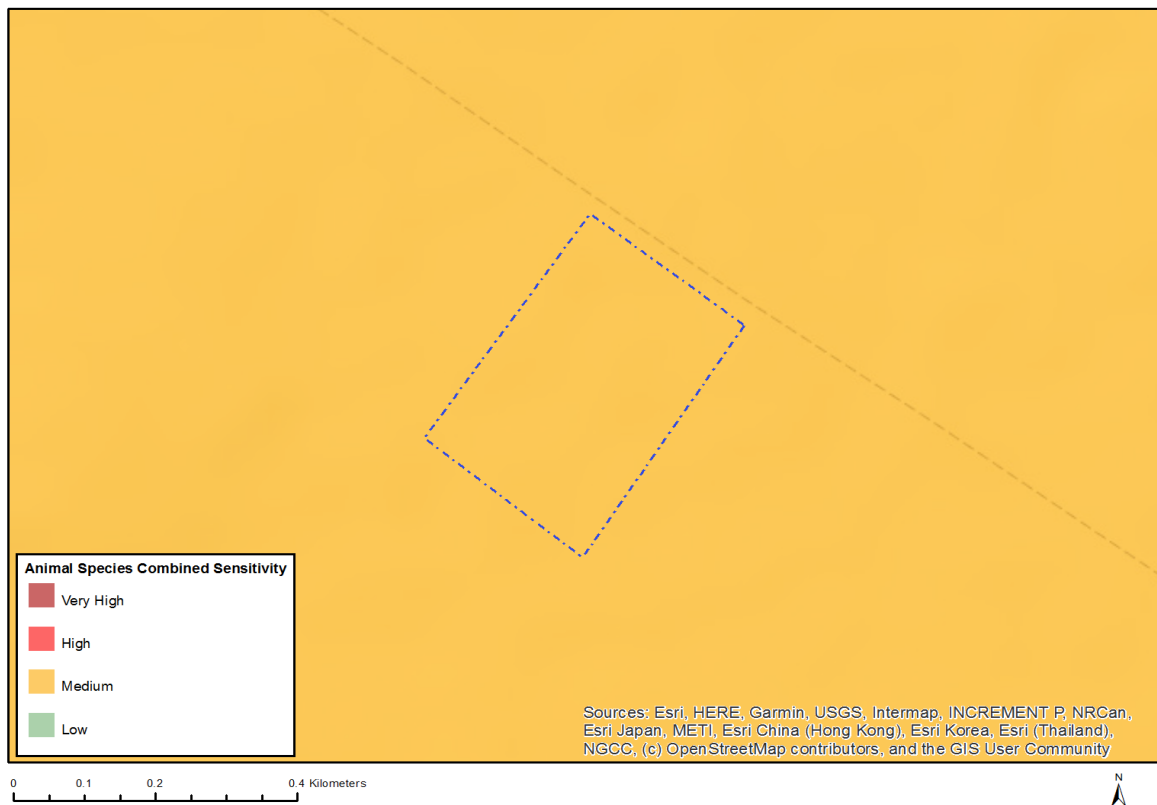 Animal Species Combined Sensitivity
Very High
High
Medium
Low
Sources: Esri, HERE, Garmin, USGS, Intermap, INCREMENT P, NRCan,
Esri Japan, METI, Esri China (Hong Kong), Esri Korea, Esri (Thailand),
NGCC, (c) OpenStreetMap contributors, and the GIS User Community
0 0.1 0.2 0.4 Kilometers
N